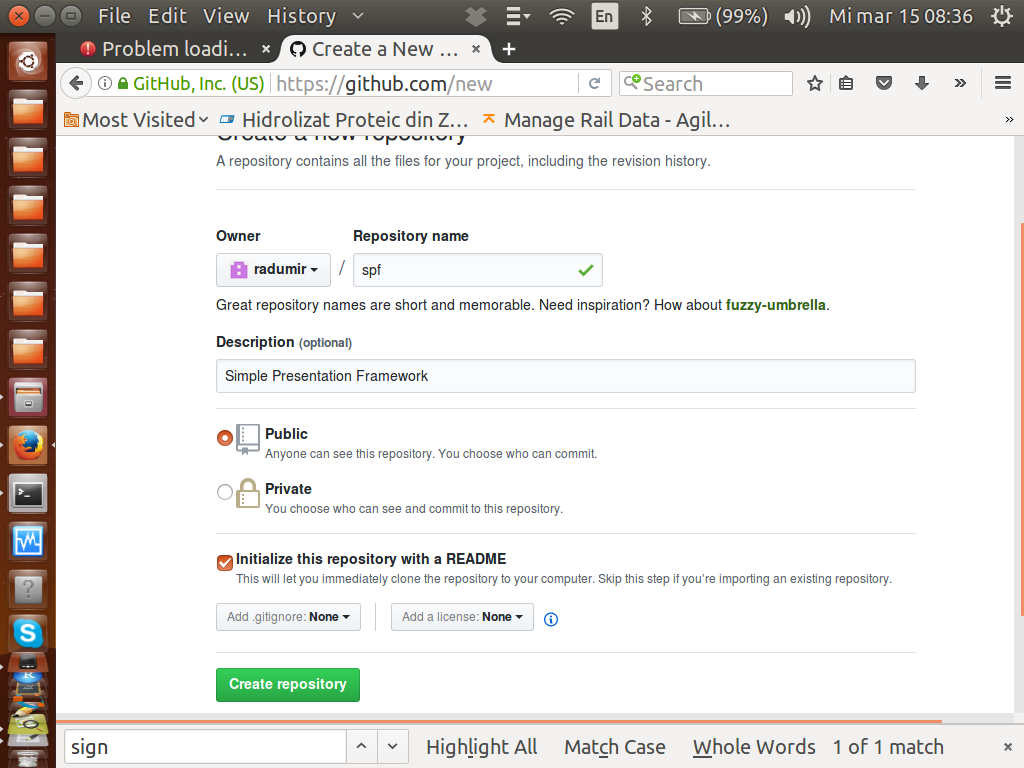 File Edit View History En (99%) Mi mar 15 08:36
Problem loadi... × Create a New ... × +
GitHub, Inc. (US) https://github.com/new Search
Most Visited Hidrolizat Proteic din Z... Manage Rail Data - Agil...
Create a new repository
A repository contains all the files for your project, including the revision history.
Owner Repository name
radumir / spf
Great repository names are short and memorable. Need inspiration? How about fuzzy-umbrella.
Description (optional)
Simple Presentation Framework
Public
Anyone can see this repository. You choose who can commit.
Private
You choose who can see and commit to this repository.
Initialize this repository with a README
This will let you immediately clone the repository to your computer. Skip this step if you're importing an existing repository.
Add .gitignore: None Add a license: None
Create repository
sign Highlight All Match Case Whole Words 1 of 1 match